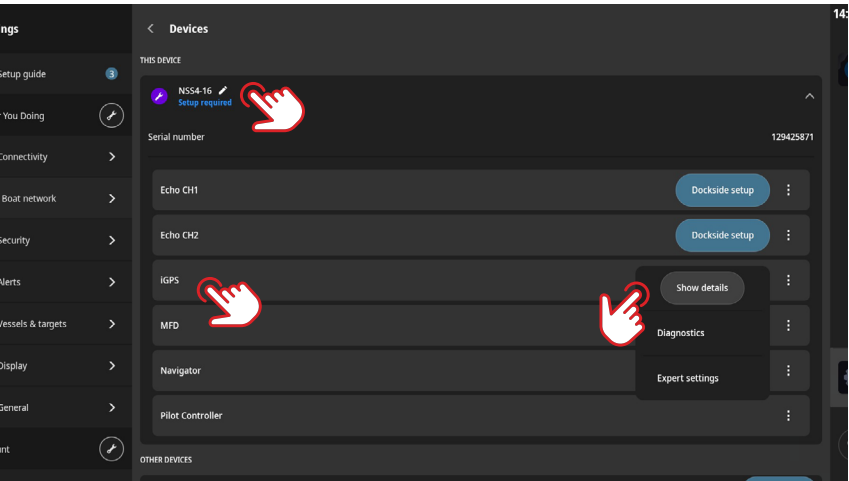 ngs
Setup guide
3
You Doing
Connectivity
Boat network
Security
Alerts
Vessels & targets
Display
General
nt
Devices
THIS DEVICE
NSS4-16
Setup required
Serial number 129425871
Echo CH1 Dockside setup
Echo CH2 Dockside setup
iGPS
Show details
MFD
Diagnostics
Navigator
Expert settings
Pilot Controller
OTHER DEVICES
14: